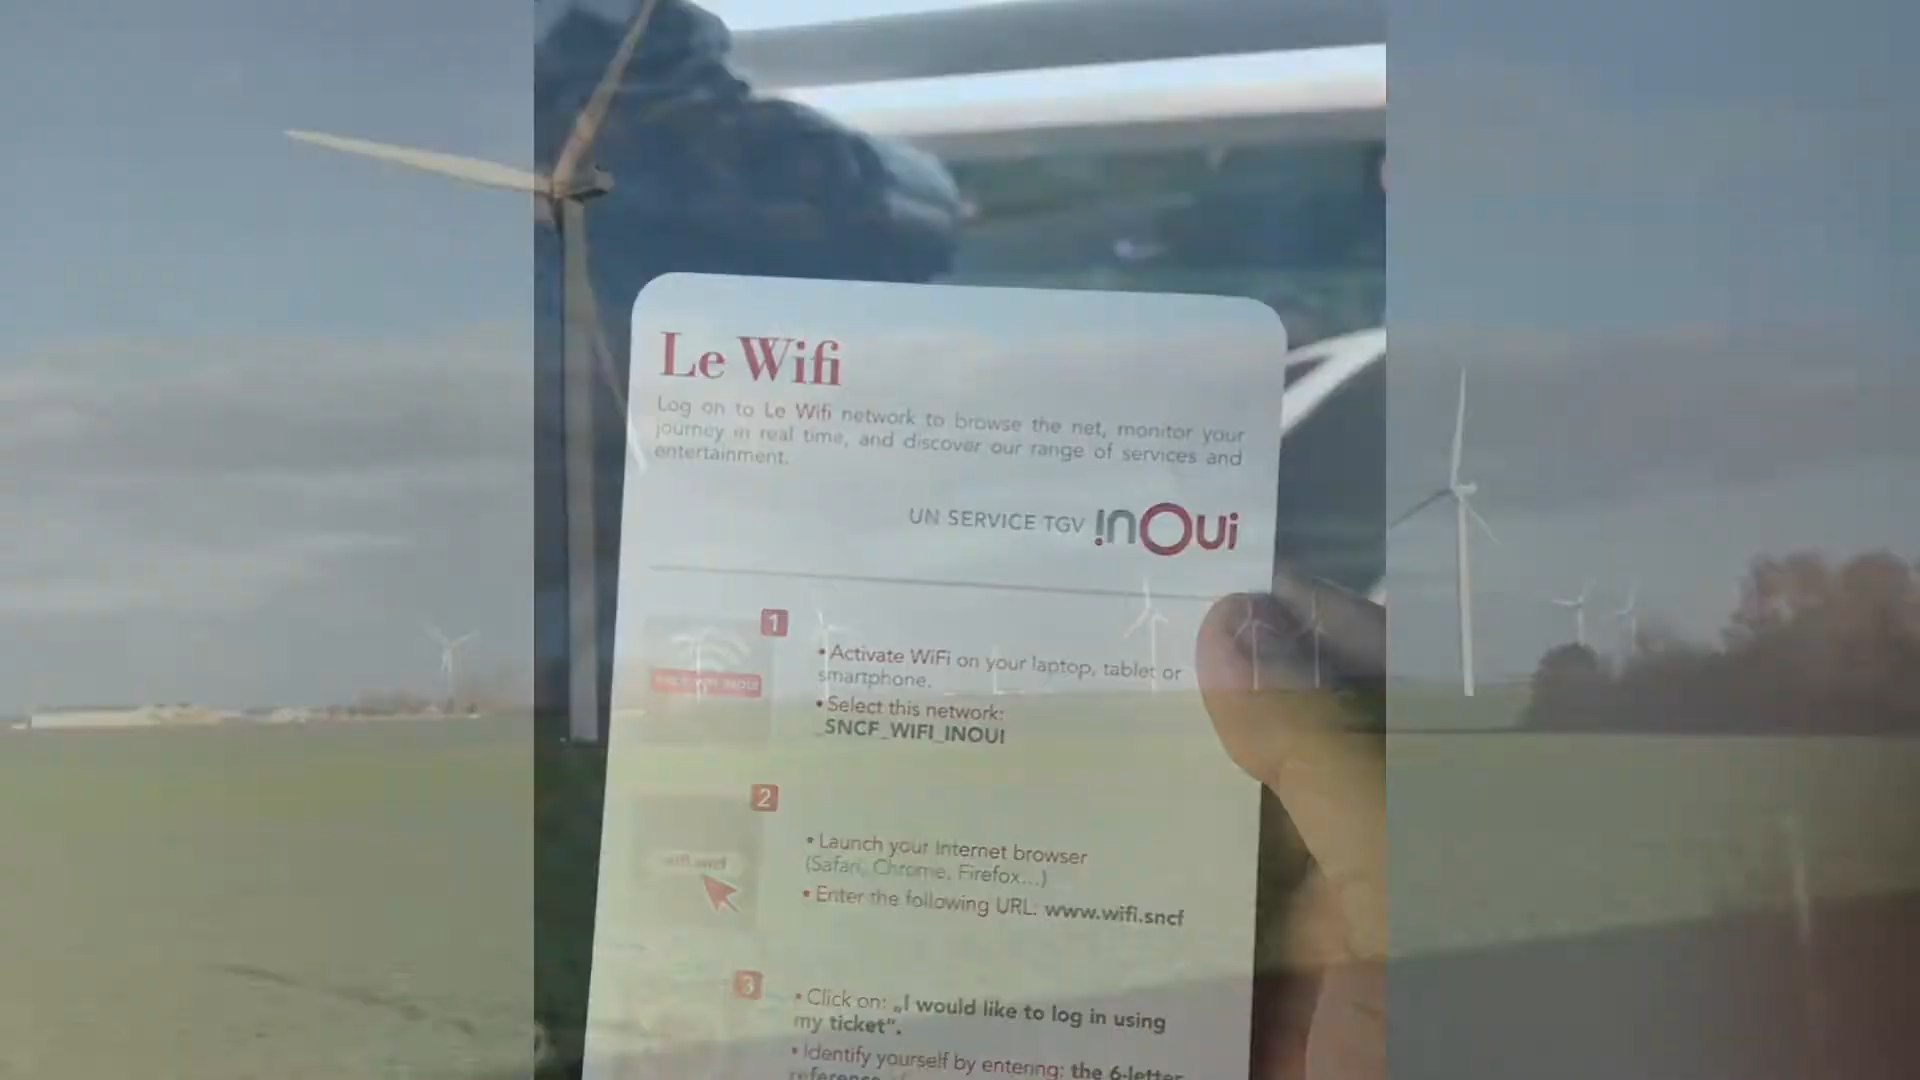 Le Wifi
Log on to Le Wifi network to browse the net, monitor your
journey in real time, and discover our range of services and
entertainment.
UN SERVICE TGV inOui
1
• Activate WiFi on your laptop, tablet or
smartphone.
• Select this network:
_SNCF_WIFI_INOUI
2
• Launch your Internet browser
(Safari, Chrome, Firefox...)
• Enter the following URL: www.wifi.sncf
3
• Click on: „I would like to log in using
my ticket“.
• Identify yourself by entering: the 6-letter
reference